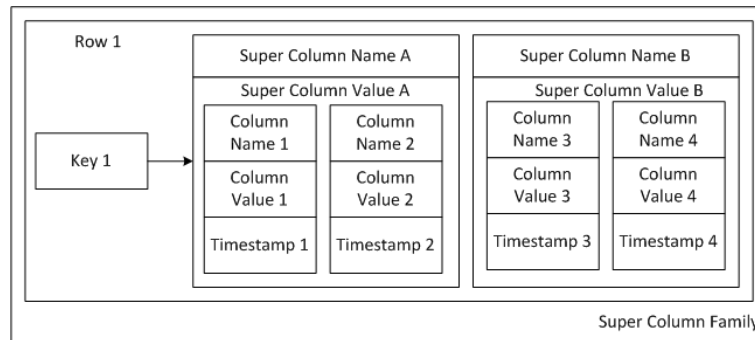 Row 1
Super Column Name A
Super Column Name B
Super Column Value A
Super Column Value B
Key 1
Column
Name 1
Column
Name 2
Column
Name 3
Column
Name 4
Column
Value 1
Column
Value 2
Column
Value 3
Column
Value 4
Timestamp 1
Timestamp 2
Timestamp 3
Timestamp 4
Super Column Family